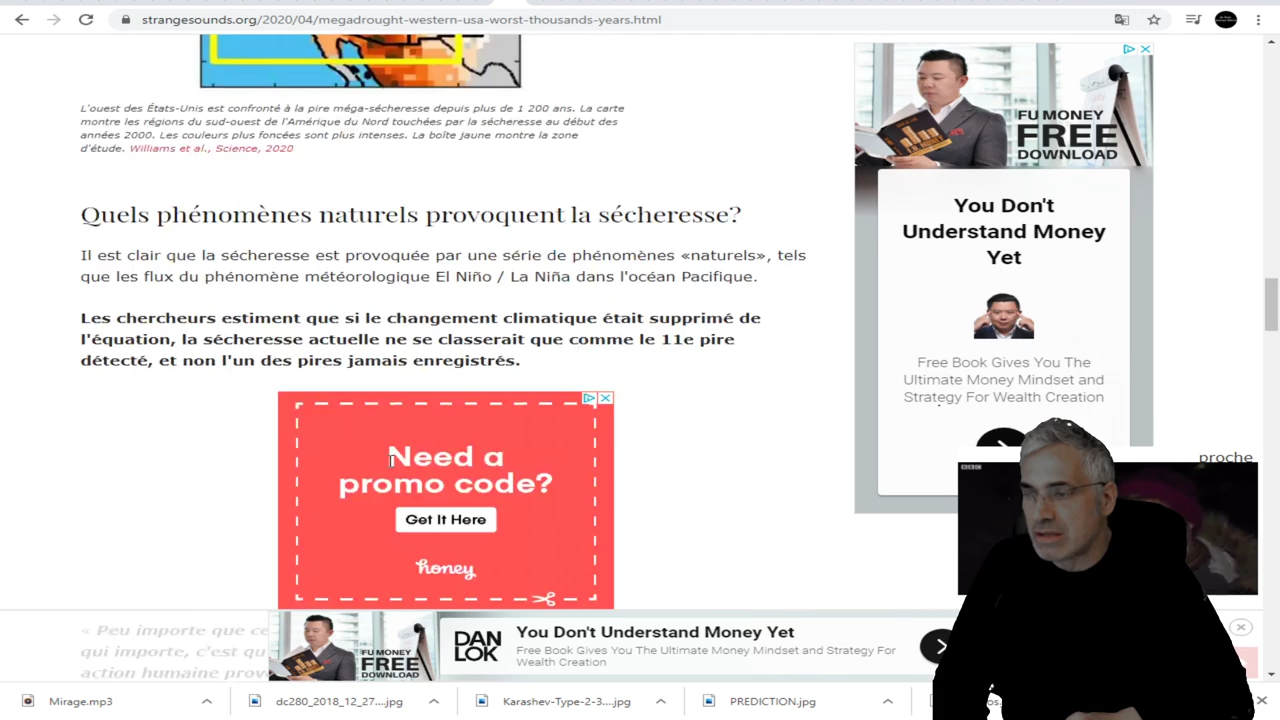 strangesounds.org/2020/04/megadrought-western-usa-worst-thousands-years.html
L'ouest des États-Unis est confronté à la pire méga-sécheresse depuis plus de 1 200 ans. La carte
montre les régions du sud-ouest de l'Amérique du Nord touchées par la sécheresse au début des
années 2000. Les couleurs plus foncées sont plus intenses. La boîte jaune montre la zone
d'étude. Williams et al., Science, 2020
Quels phénomènes naturels provoquent la sécheresse?
Il est clair que la sécheresse est provoquée par une série de phénomènes «naturels», tels
que les flux du phénomène météorologique El Niño / La Niña dans l'océan Pacifique.
Les chercheurs estiment que si le changement climatique était supprimé de
l'équation, la sécheresse actuelle ne se classerait que comme le 11e pire
détecté, et non l'un des pires jamais enregistrés.
Need a
promo code?
Get It Here
honey
« Peu importe que ce
qui importe, c'est qu
action humaine prov
FU MONEY
FREE
DOWNLOAD
You Don't
Understand Money
Yet
Free Book Gives You The
Ultimate Money Mindset and
Strategy For Wealth Creation
proche
BBC
FU MONEY
FREE
DOWNLOAD
DAN
LOK
You Don't Understand Money Yet
Free Book Gives You The Ultimate Money Mindset and Strategy For
Wealth Creation
Mirage.mp3
dc280_2018_12_27....jpg
Karashev-Type-2-3....jpg
PREDICTION.jpg